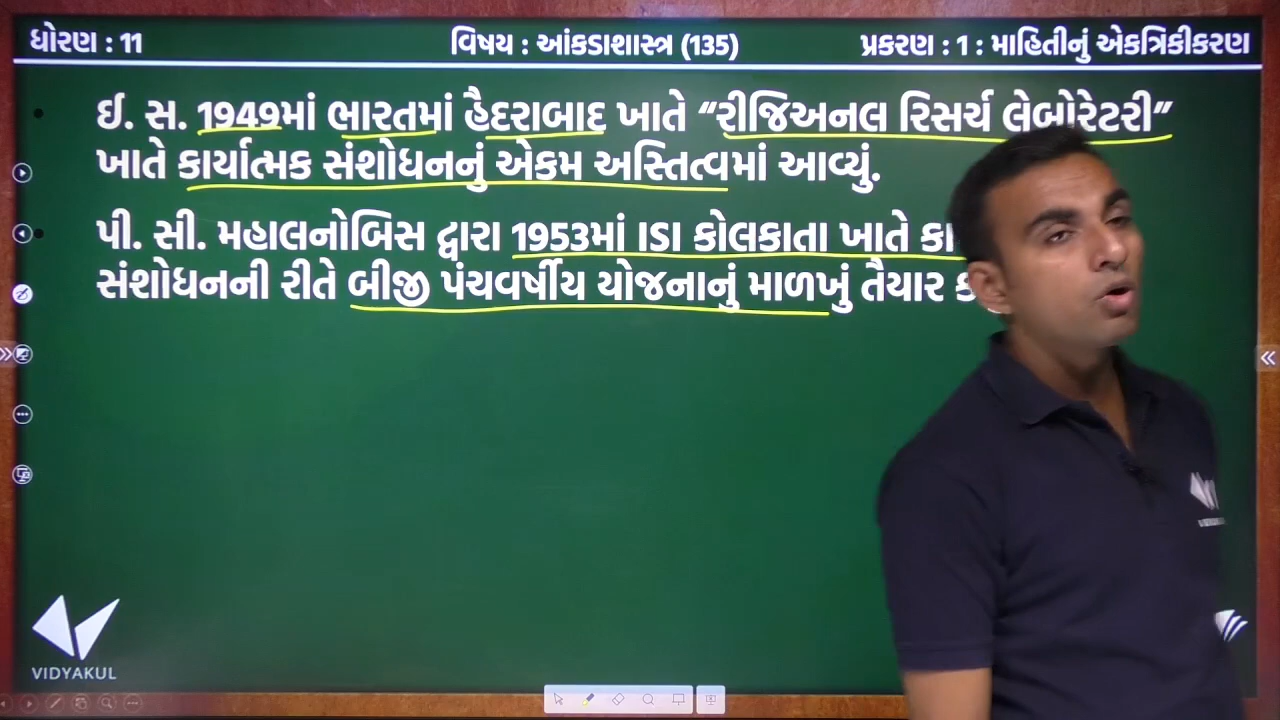 ધોરણ : 11
વિષય : આંકડાશાસ્ત્ર (135)
પ્રકરણ : 1 : માહિતીનું એકત્રિકીકરણ
ઈ. સ. 1949માં ભારતમાં હૈદરાબાદ ખાતે “રીજિઅનલ રિસર્ચ લેબોરેટરી”
ખાતે કાર્યાત્મક સંશોધનનું એકમ અસ્તિત્વમાં આવ્યું.
પી. સી. મહાલનોબિસ દ્વારા 1953માં ISI કોલકાતા ખાતે
સંશોધનની રીતે બીજી પંચવર્ષીય યોજનાનું માળખું તૈયાર
VIDYAKUL